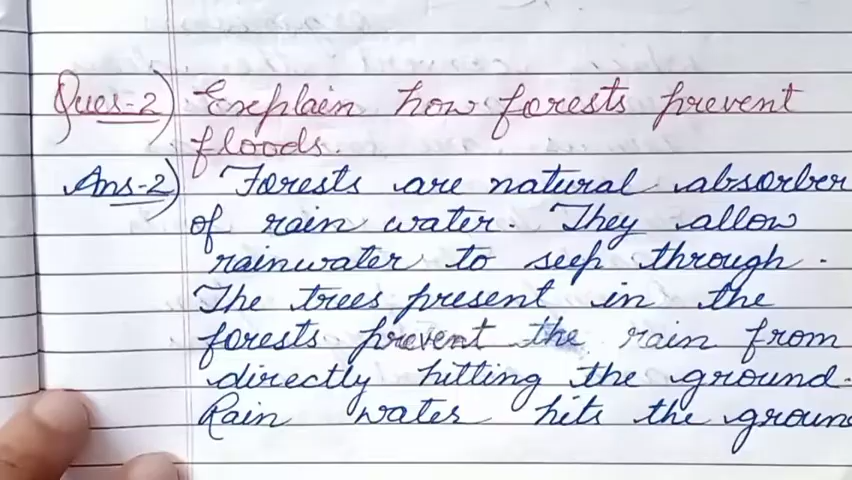 Ques-2) Explain how forests prevent
floods.
Ans-2) Forests are natural absorber
of rain water. They allow
rainwater to seep through.
The trees present in the
forests prevent the rain from
directly hitting the ground.
Rain water hits the